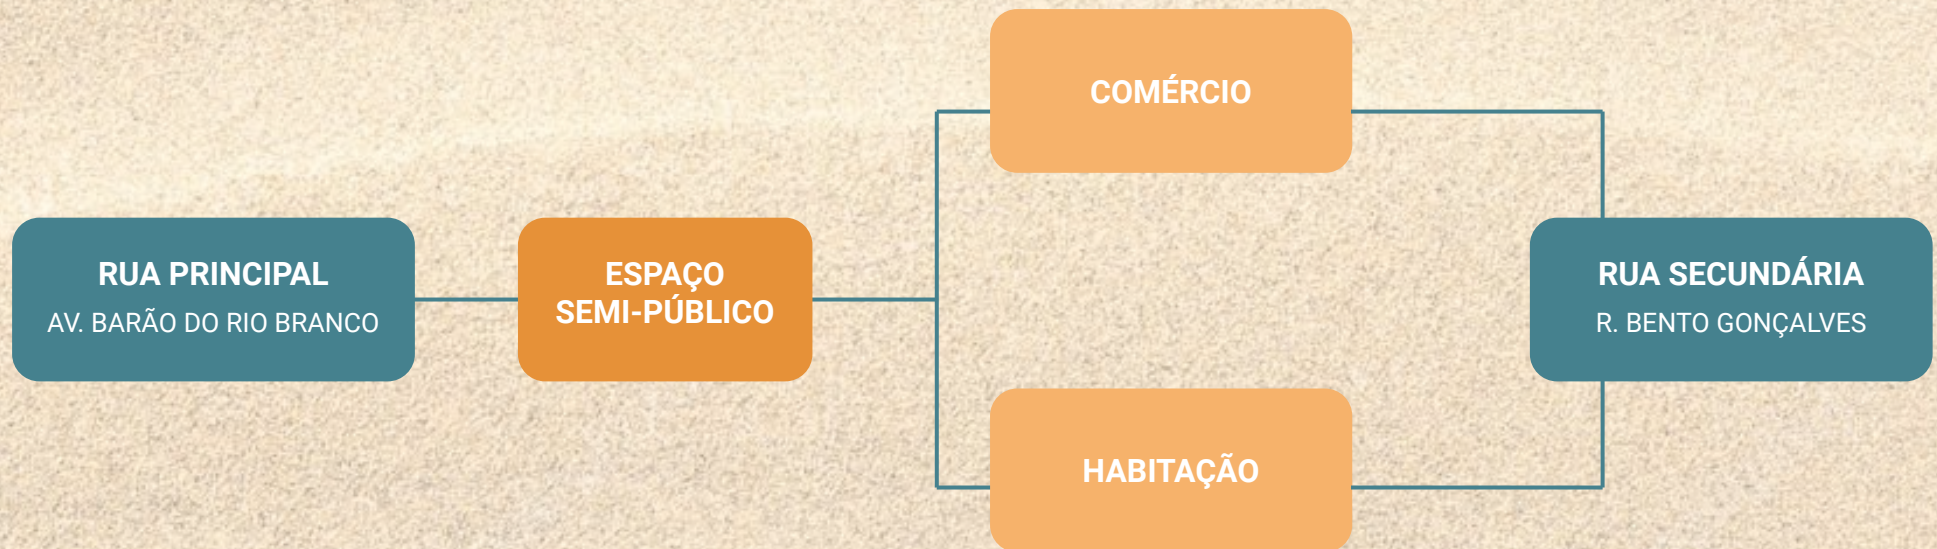 COMÉRCIO
RUA PRINCIPAL
AV. BARÃO DO RIO BRANCO
ESPAÇO
SEMI-PÚBLICO
RUA SECUNDÁRIA
R. BENTO GONÇALVES
HABITAÇÃO